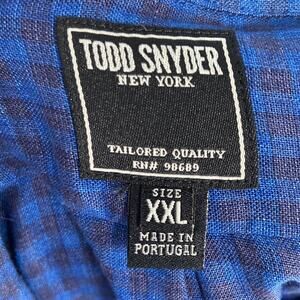 TODD SNYDER
NEW YORK
TAILORED QUALITY
RN# 98689
SIZE
XXL
MADE IN
PORTUGAL